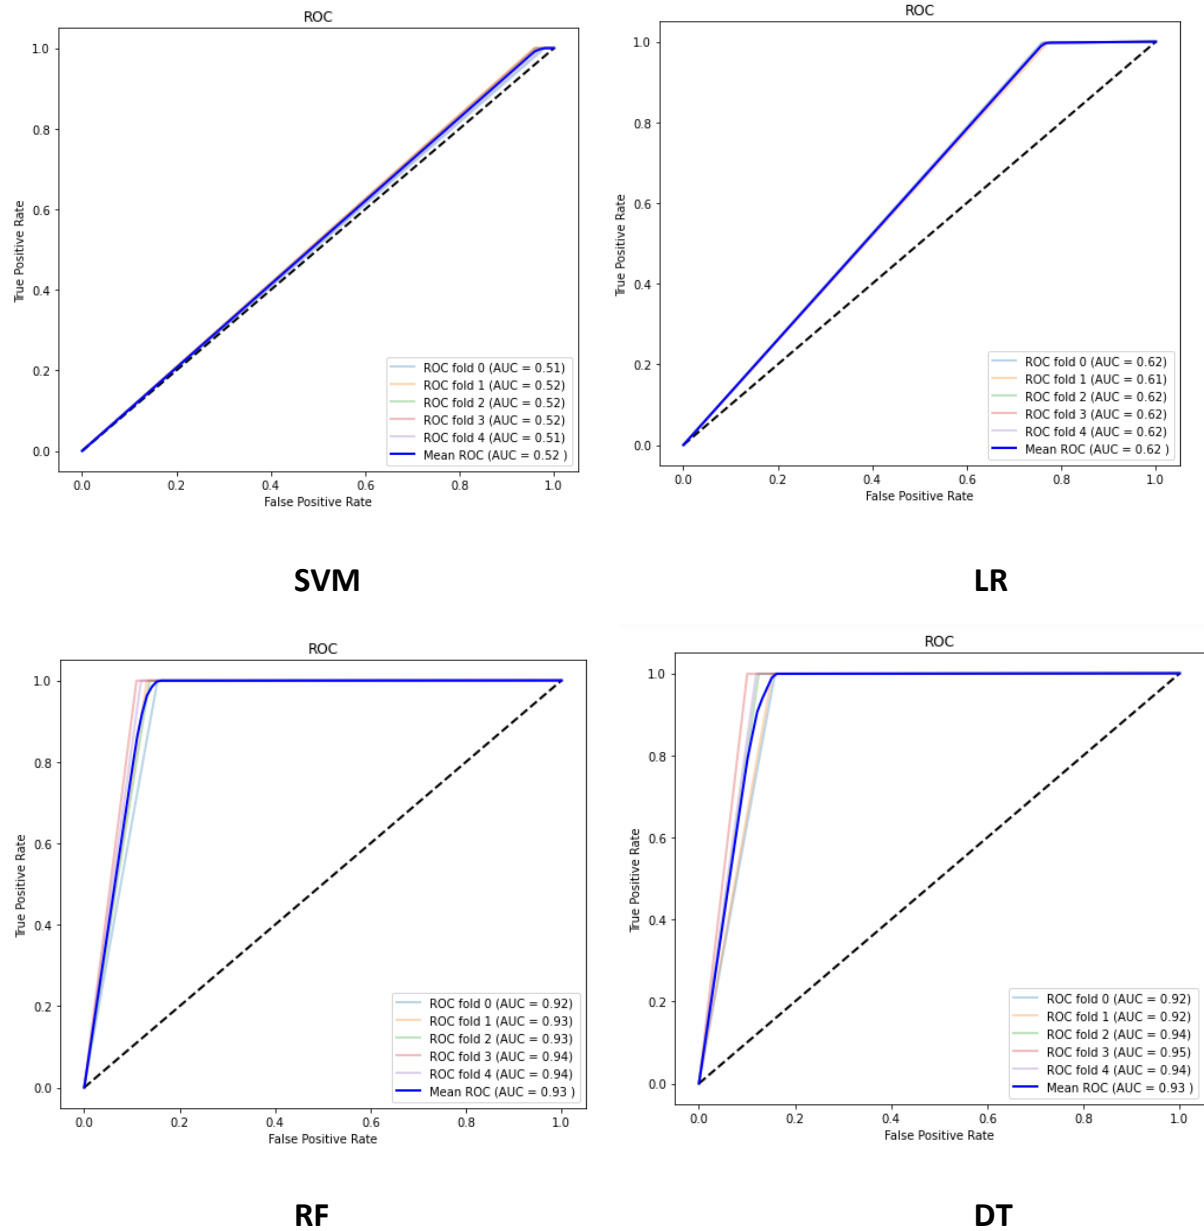 ROC
True Positive Rate
1.0
0.8
0.6
0.4
0.2
0.0
ROC fold 0 (AUC = 0.51)
ROC fold 1 (AUC = 0.52)
ROC fold 2 (AUC = 0.52)
ROC fold 3 (AUC = 0.52)
ROC fold 4 (AUC = 0.51)
Mean ROC (AUC = 0.52 )
0.0 0.2 0.4 0.6 0.8 1.0
False Positive Rate
SVM
ROC
True Positive Rate
1.0
0.8
0.6
0.4
0.2
0.0
ROC fold 0 (AUC = 0.62)
ROC fold 1 (AUC = 0.61)
ROC fold 2 (AUC = 0.62)
ROC fold 3 (AUC = 0.62)
ROC fold 4 (AUC = 0.62)
Mean ROC (AUC = 0.62 )
0.0 0.2 0.4 0.6 0.8 1.0
False Positive Rate
LR
ROC
True Positive Rate
1.0
0.8
0.6
0.4
0.2
0.0
ROC fold 0 (AUC = 0.92)
ROC fold 1 (AUC = 0.93)
ROC fold 2 (AUC = 0.93)
ROC fold 3 (AUC = 0.94)
ROC fold 4 (AUC = 0.94)
Mean ROC (AUC = 0.93 )
0.0 0.2 0.4 0.6 0.8 1.0
False Positive Rate
RF
ROC
True Positive Rate
1.0
0.8
0.6
0.4
0.2
0.0
ROC fold 0 (AUC = 0.92)
ROC fold 1 (AUC = 0.92)
ROC fold 2 (AUC = 0.94)
ROC fold 3 (AUC = 0.95)
ROC fold 4 (AUC = 0.94)
Mean ROC (AUC = 0.93 )
0.0 0.2 0.4 0.6 0.8 1.0
False Positive Rate
DT